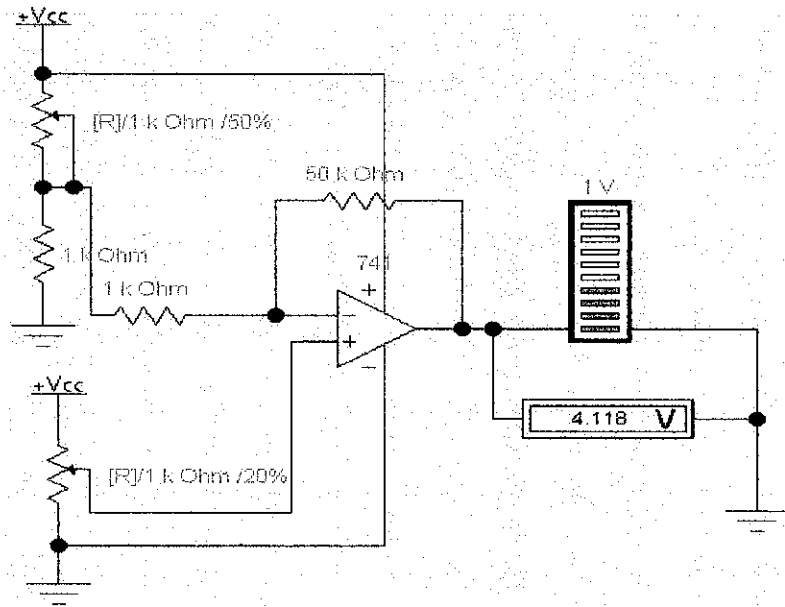 +Vcc
[R]/1 k Ohm /50%
50 k Ohm
1 V
1 k Ohm
1 k Ohm
741
+
−
+
−
+Vcc
4.118 V
[R]/1 k Ohm /20%